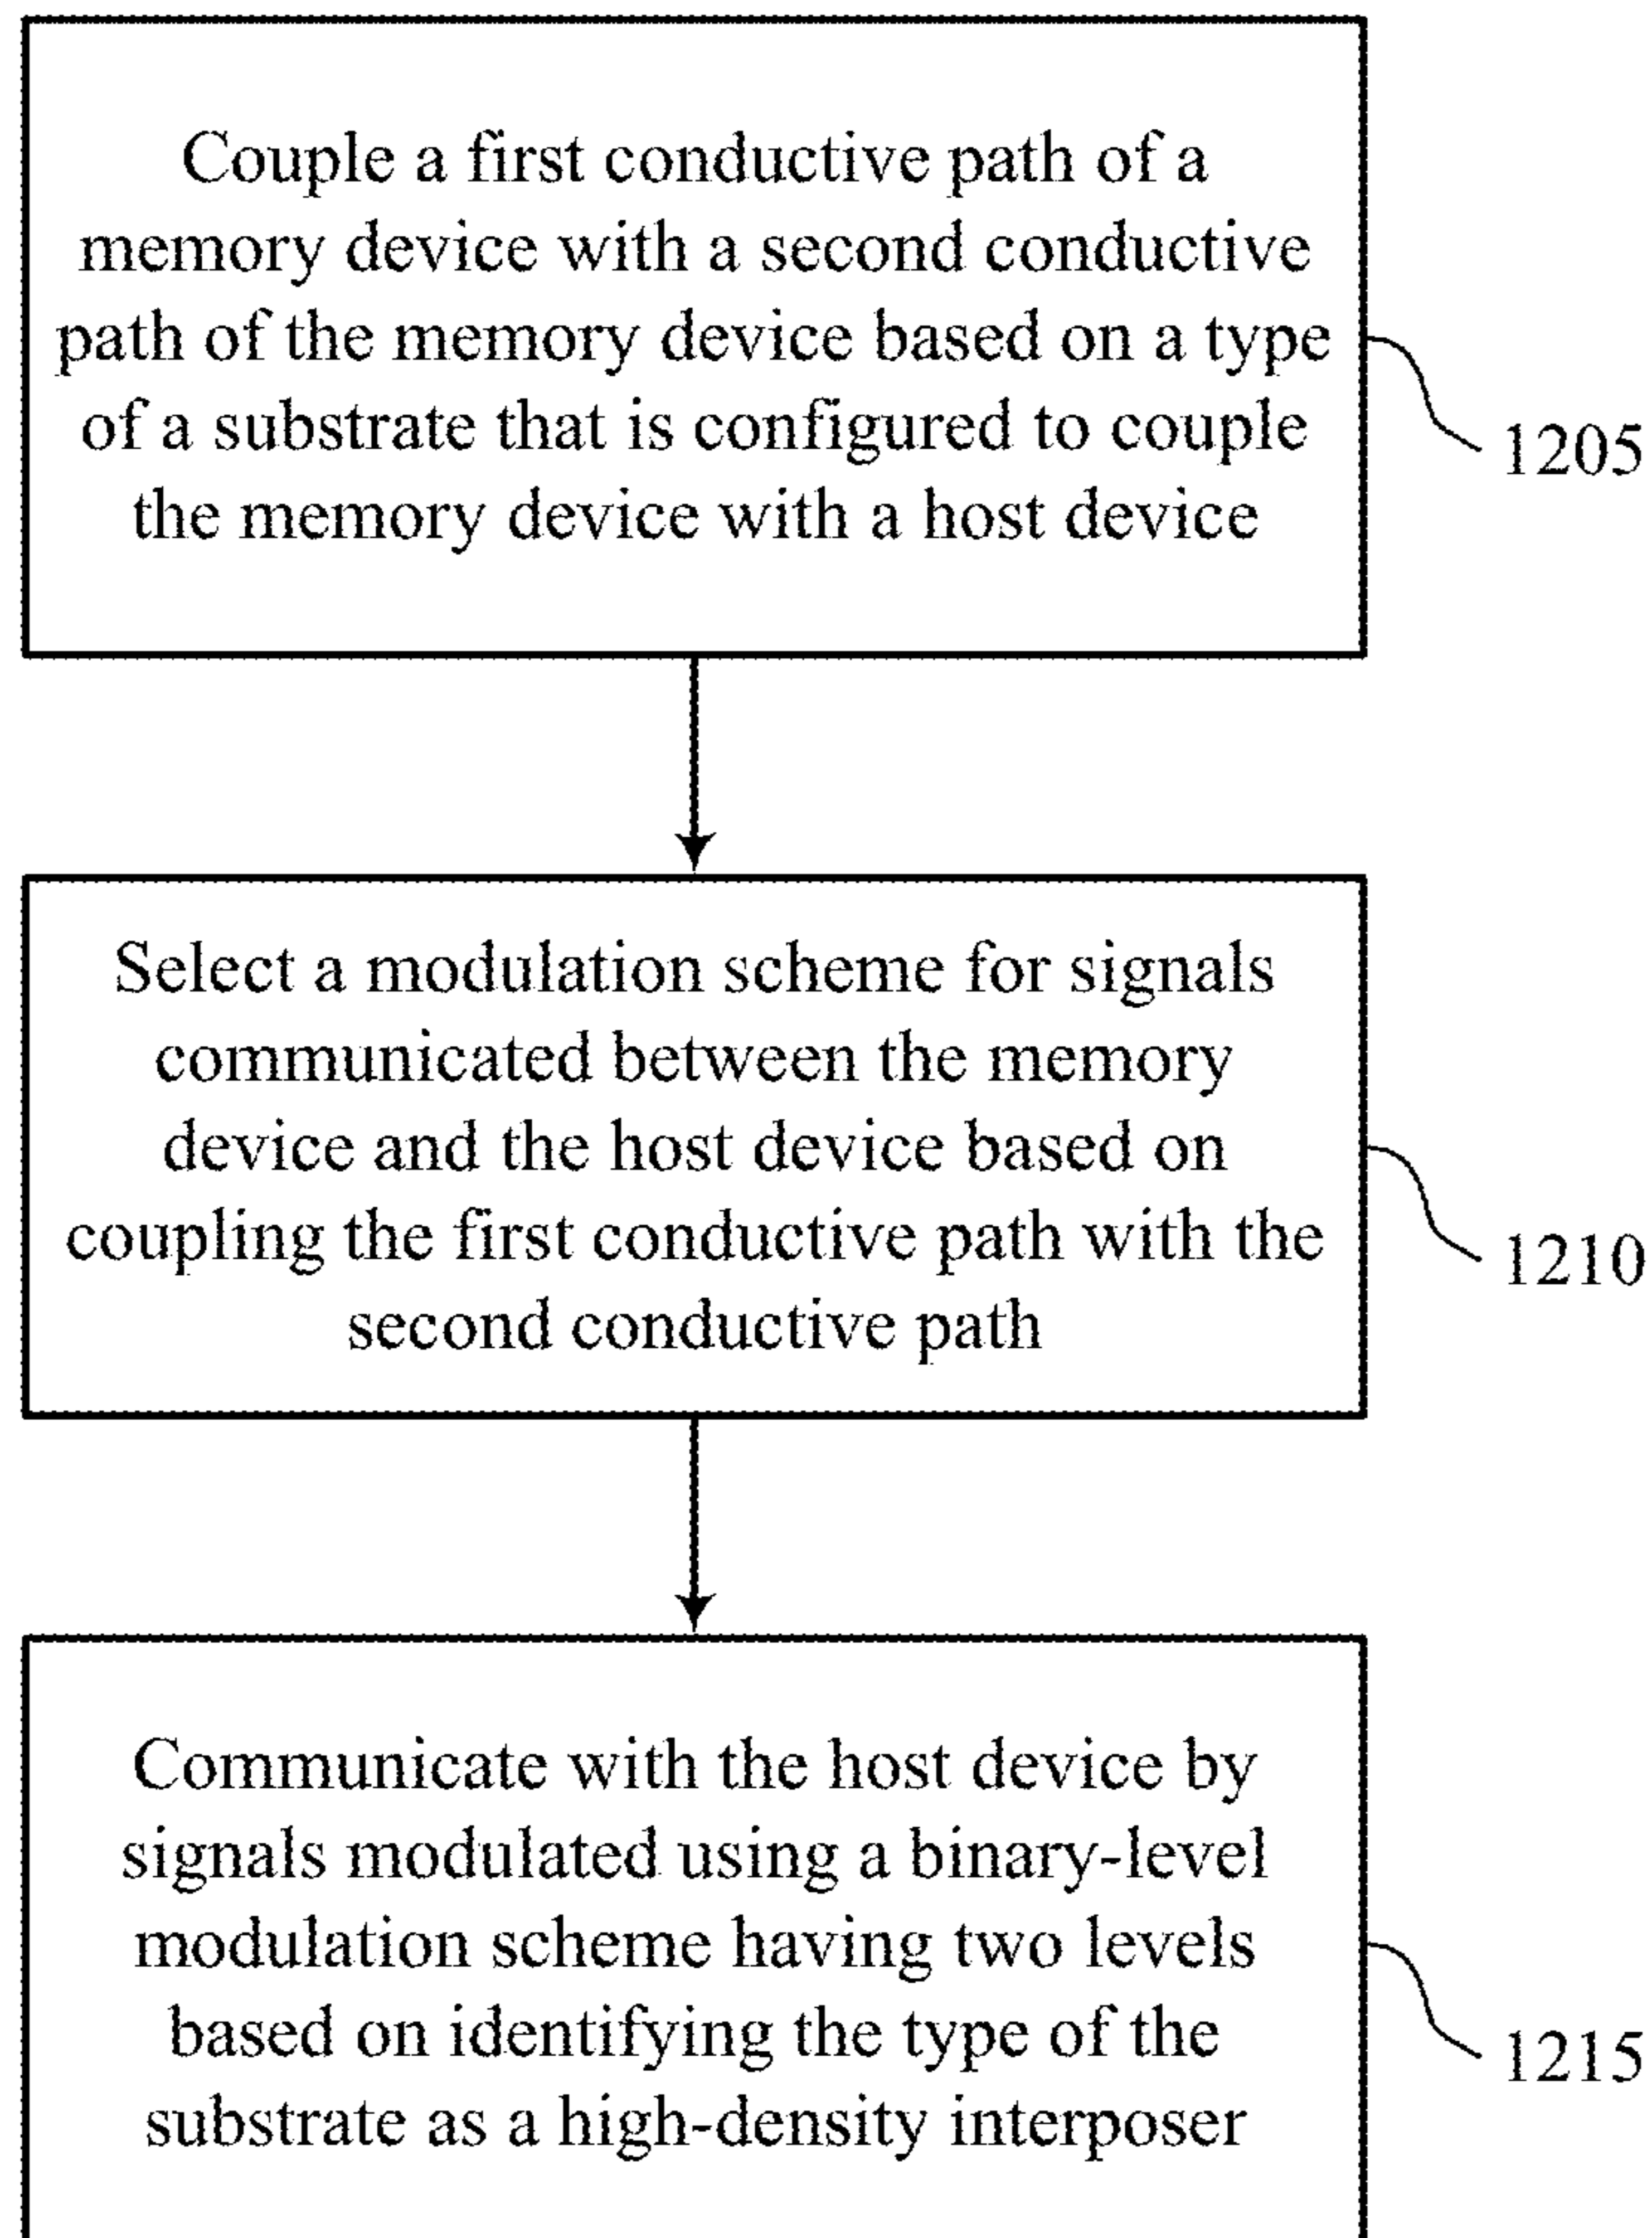 Couple a first conductive path of a
memory device with a second conductive
path of the memory device based on a type
of a substrate that is configured to couple
the memory device with a host device
1205
Select a modulation scheme for signals
communicated between the memory
device and the host device based on
coupling the first conductive path with the
second conductive path
1210
Communicate with the host device by
signals modulated using a binary-level
modulation scheme having two levels
based on identifying the type of the
substrate as a high-density interposer
1215